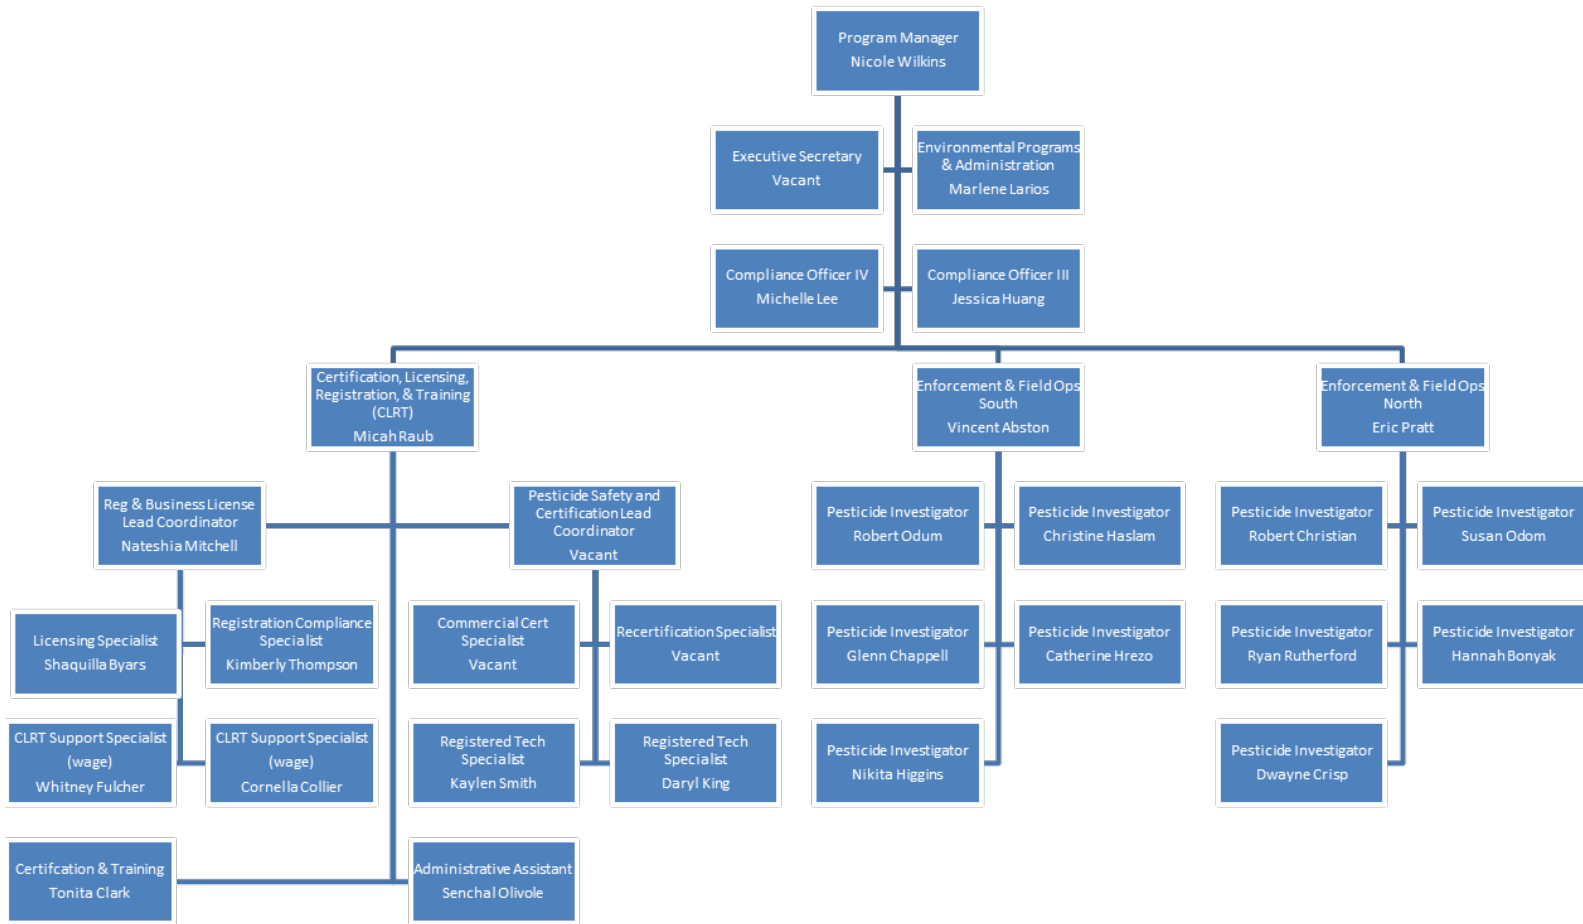 Program Manager
Nicole Wilkins
Executive Secretary
Vacant
Environmental Programs
& Administration
Marlene Larios
Compliance Officer IV
Michelle Lee
Compliance Officer III
Jessica Huang
Certification, Licensing,
Registration, & Training
(CLRT)
Micah Raub
Enforcement & Field Ops
South
Vincent Abston
Enforcement & Field Ops
North
Eric Pratt
Reg & Business License
Lead Coordinator
Nateshia Mitchell
Pesticide Safety and
Certification Lead
Coordinator
Vacant
Pesticide Investigator
Robert Odum
Pesticide Investigator
Christine Haslam
Pesticide Investigator
Robert Christian
Pesticide Investigator
Susan Odom
Licensing Specialist
Shaquilla Byars
Registration Compliance
Specialist
Kimberly Thompson
Commercial Cert
Specialist
Vacant
Recertification Specialist
Vacant
Pesticide Investigator
Glenn Chappell
Pesticide Investigator
Catherine Hrezo
Pesticide Investigator
Ryan Rutherford
Pesticide Investigator
Hannah Bonyak
CLRT Support Specialist
(wage)
Whitney Fulcher
CLRT Support Specialist
(wage)
Cornella Collier
Registered Tech
Specialist
Kaylen Smith
Registered Tech
Specialist
Daryl King
Pesticide Investigator
Nikita Higgins
Pesticide Investigator
Dwayne Crisp
Certifcation & Training
Tonita Clark
Administrative Assistant
Senchal Olivole